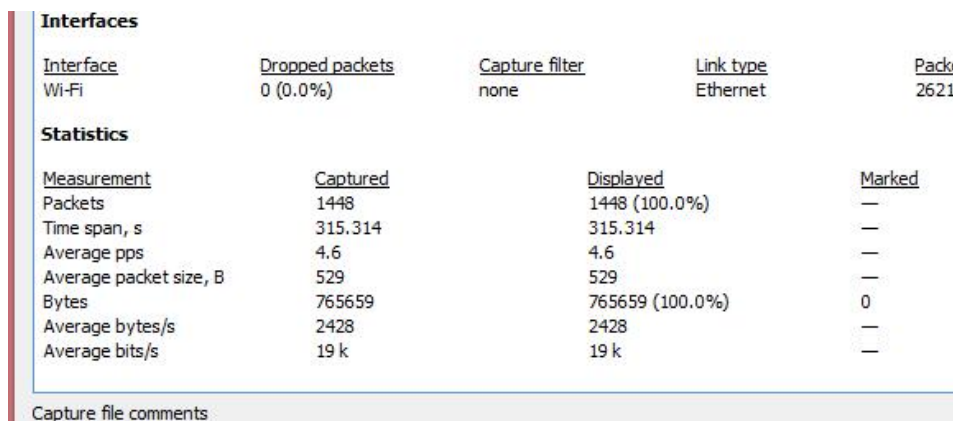 Interfaces
Interface Dropped packets Capture filter Link type
Wi-Fi 0 (0.0%) none Ethernet 2621
Statistics
Measurement Captured Displayed Marked
Packets 1448 1448 (100.0%) —
Time span, s 315.314 315.314 —
Average pps 4.6 4.6 —
Average packet size, B 529 529 —
Bytes 765659 765659 (100.0%) 0
Average bytes/s 2428 2428 —
Average bits/s 19 k 19 k —
Capture file comments